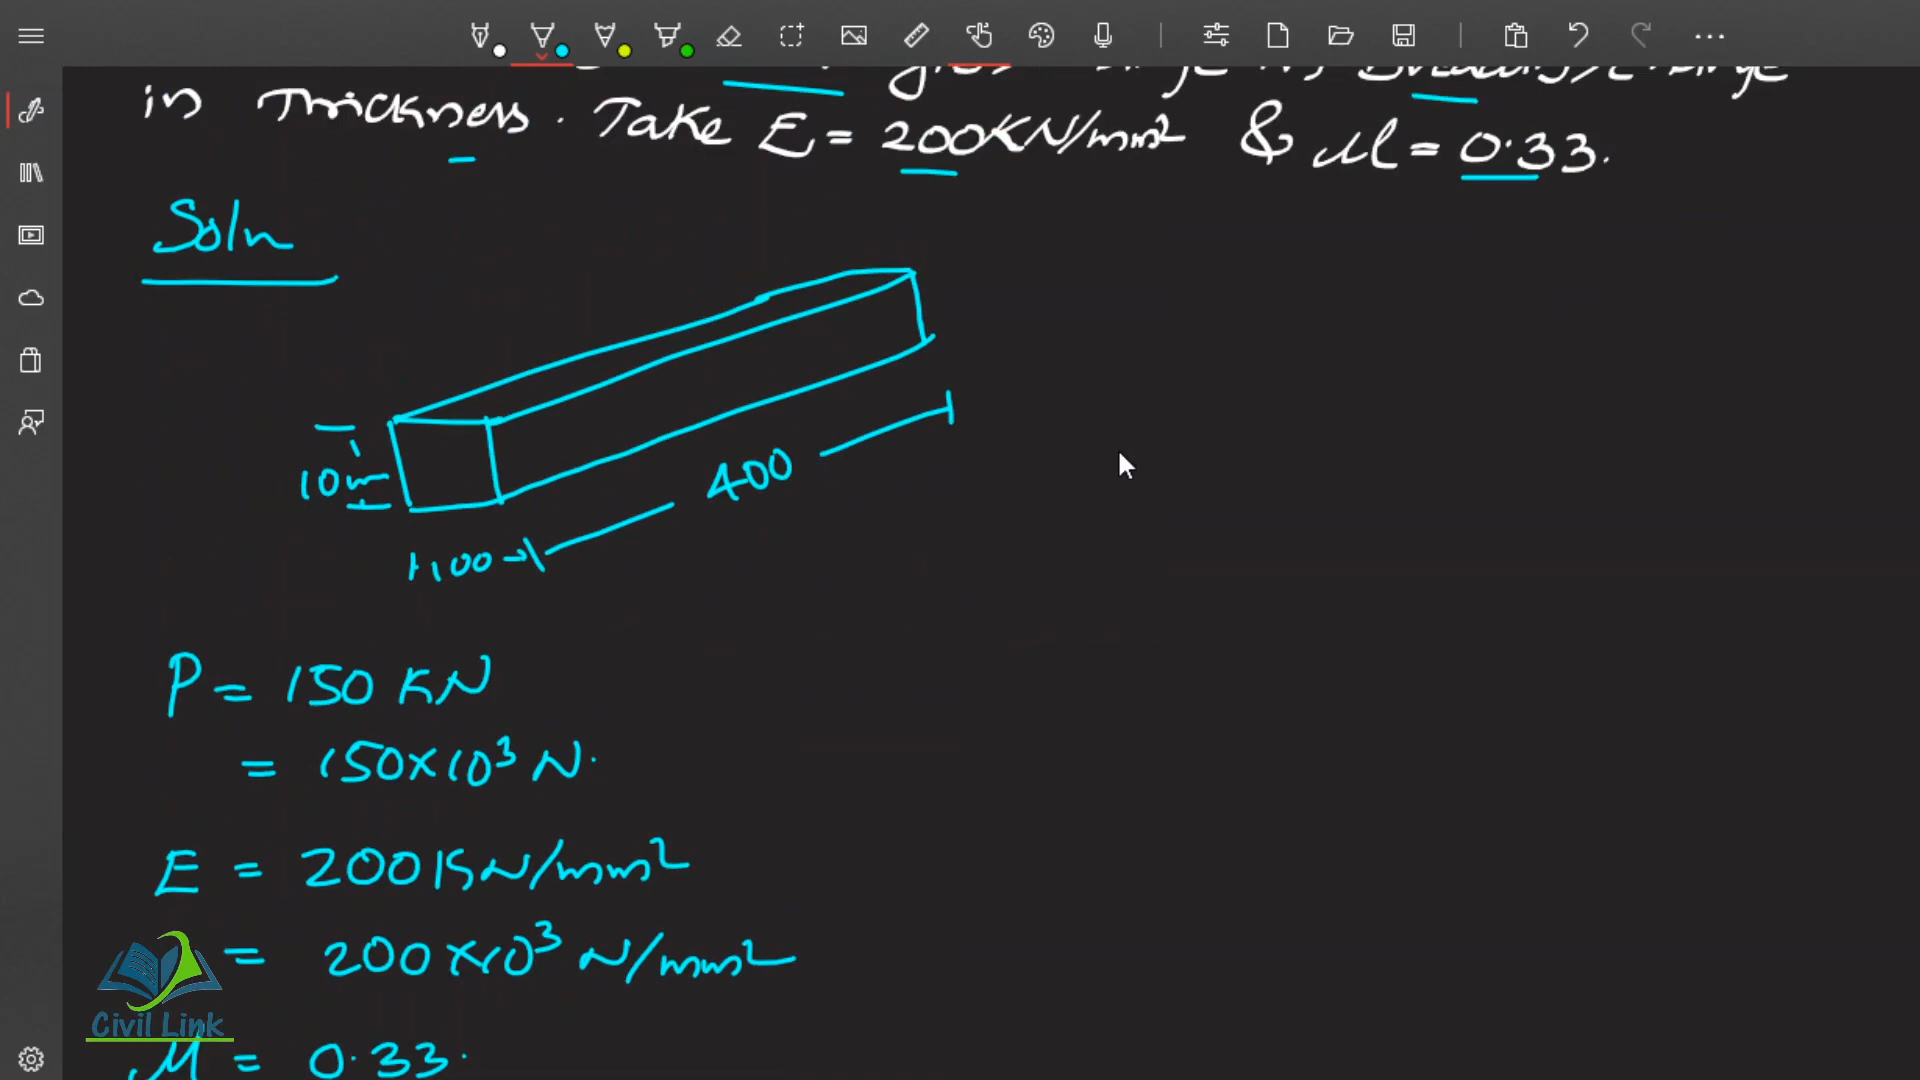 in Thickness. Take E = 200KN/mm² & μ = 0.33.
Soln
10m
400
100
P = 150 KN
= 150×10³ N.
E = 200KN/mm²
= 200×10³ N/mm²
Civil Link
μ = 0.33.